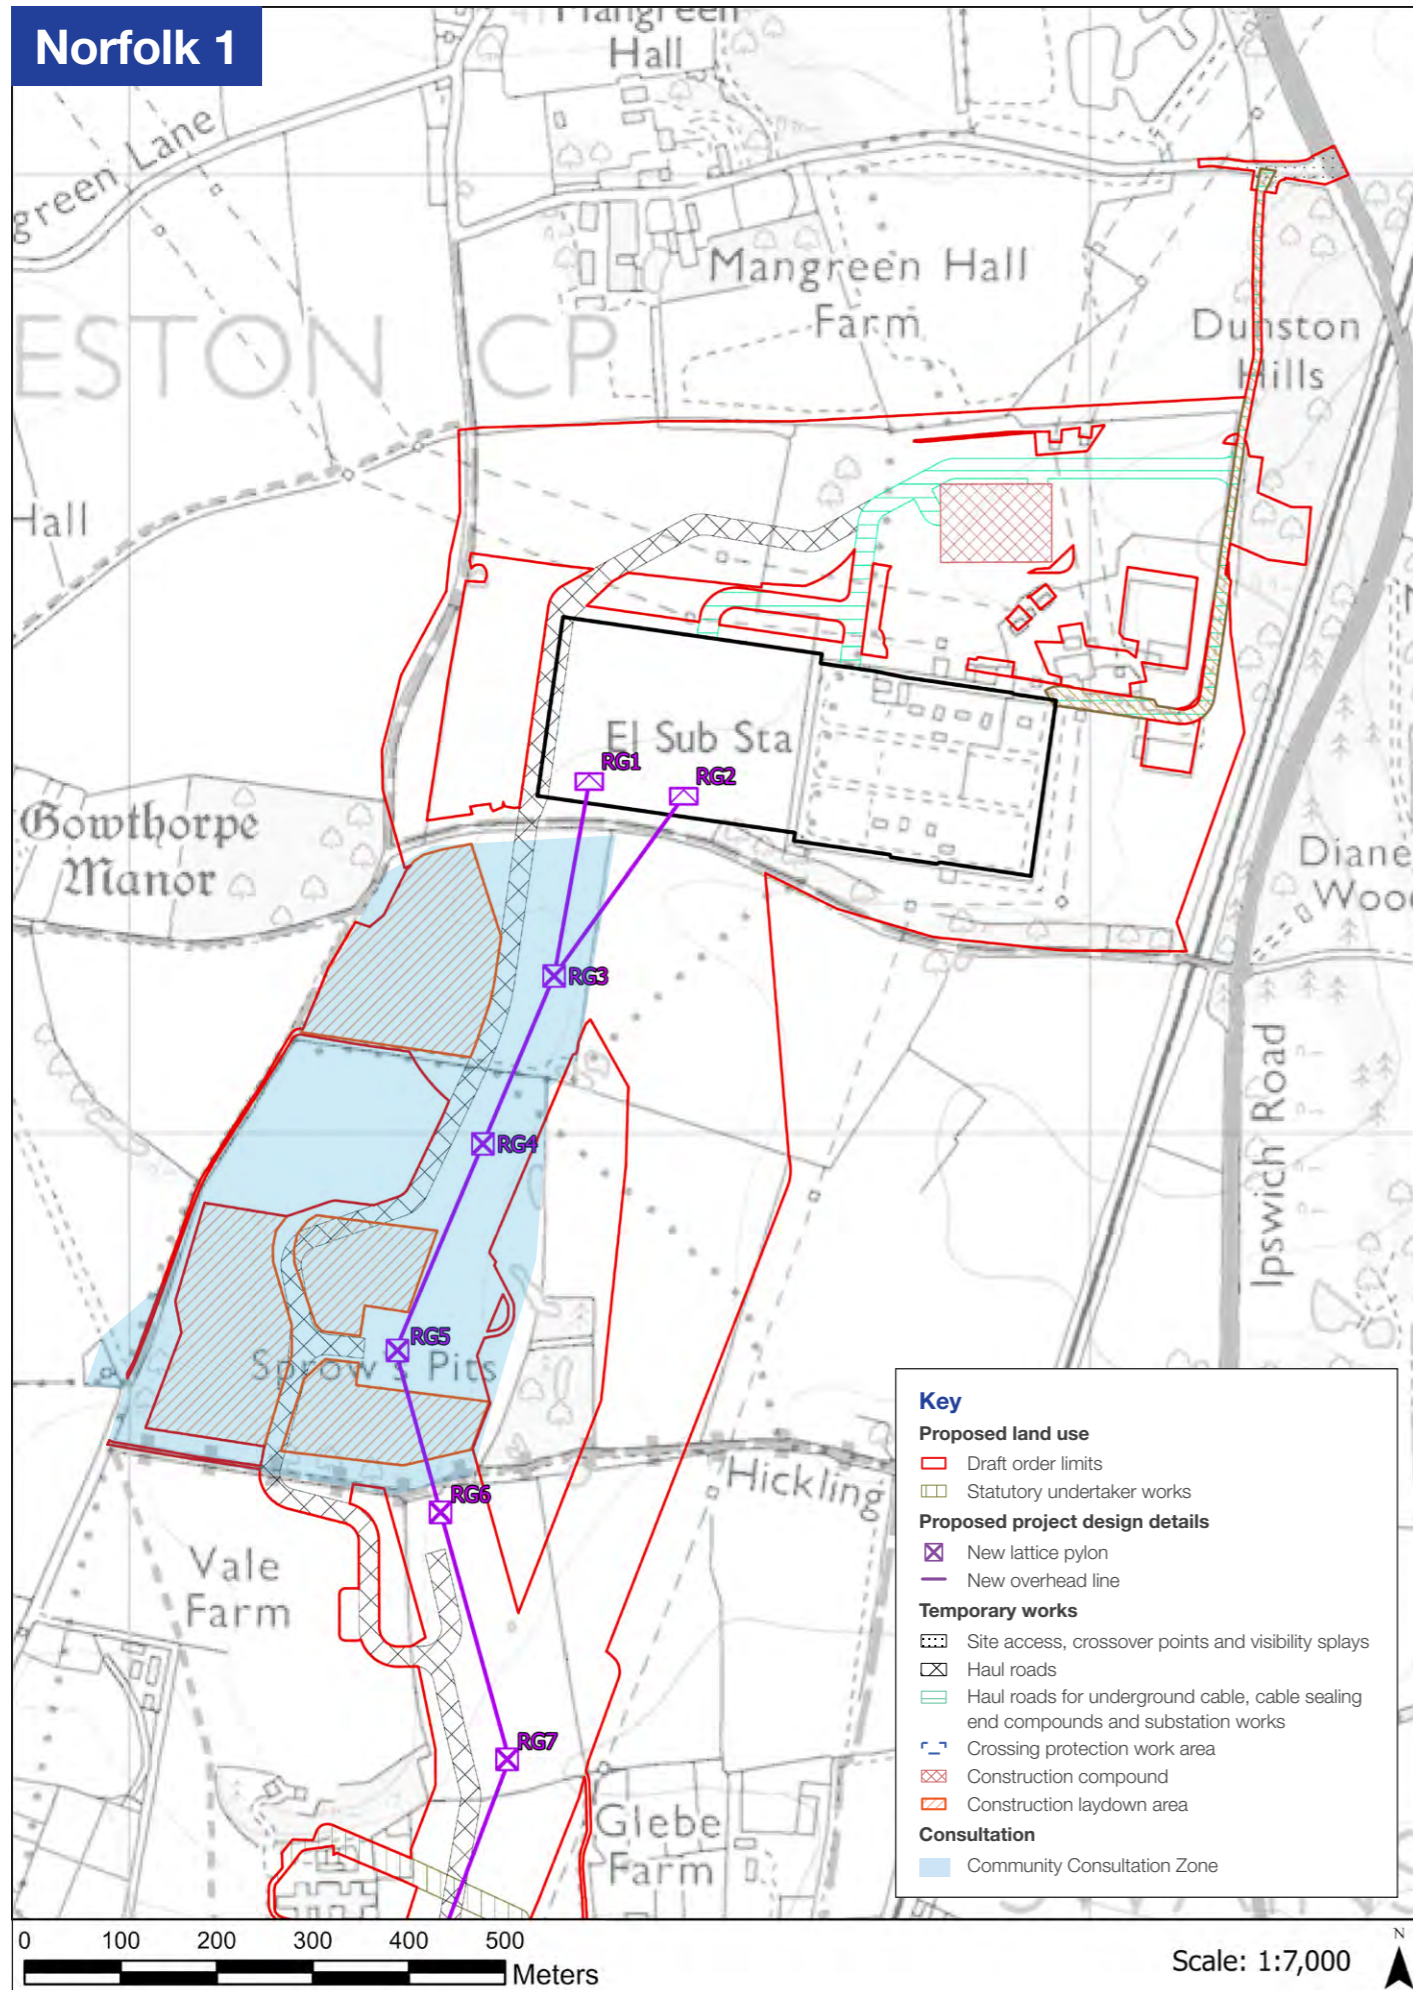 Norfolk 1
Mangreen
Hall
green Lane
Mangreen Hall
Farm
Dunston
Hills
ESTON CP
Hall
El Sub Sta
RG1
RG2
Gowthorpe
Manor
Diane
Wood
RG3
RG4
Ipswich Road
RG5
Sprow's Pits
Hickling
RG6
Vale
Farm
RG7
Glebe
Farm
Key
Proposed land use
Draft order limits
Statutory undertaker works
Proposed project design details
New lattice pylon
New overhead line
Temporary works
Site access, crossover points and visibility splays
Haul roads
Haul roads for underground cable, cable sealing
end compounds and substation works
Crossing protection work area
Construction compound
Construction laydown area
Consultation
Community Consultation Zone
0 100 200 300 400 500
Meters
Scale: 1:7,000
N